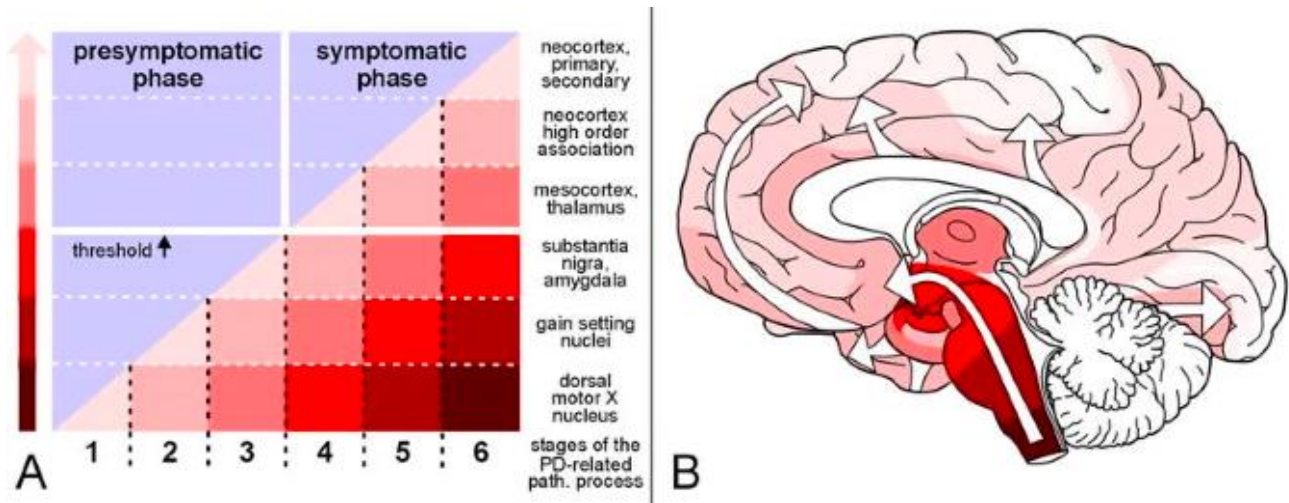 presymptomatic
phase
symptomatic
phase
neocortex,
primary,
secondary
neocortex
high order
association
mesocortex,
thalamus
threshold
substantia
nigra,
amygdala
gain setting
nuclei
dorsal
motor X
nucleus
1 2 3 4 5 6
stages of the
PD-related
path. process
A
B